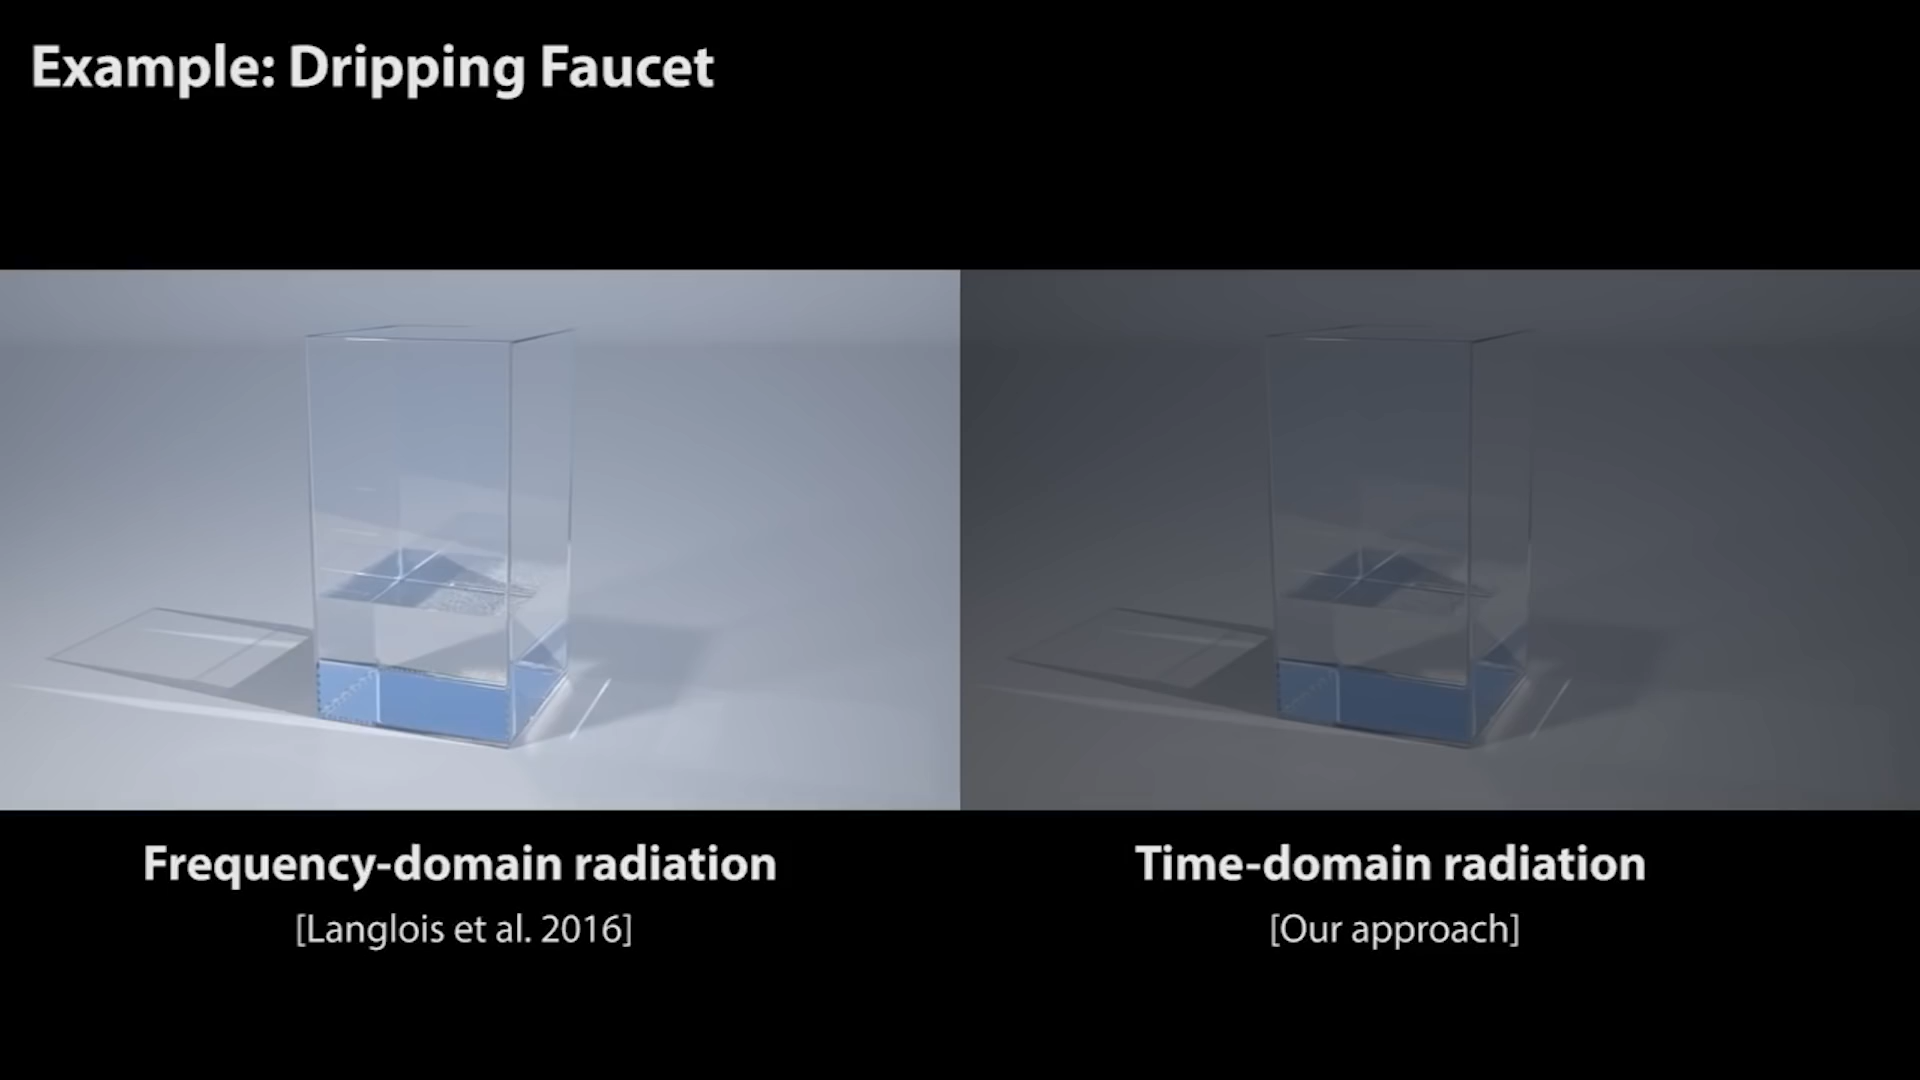 Example: Dripping Faucet
Frequency-domain radiation
[Langlois et al. 2016]
Time-domain radiation
[Our approach]